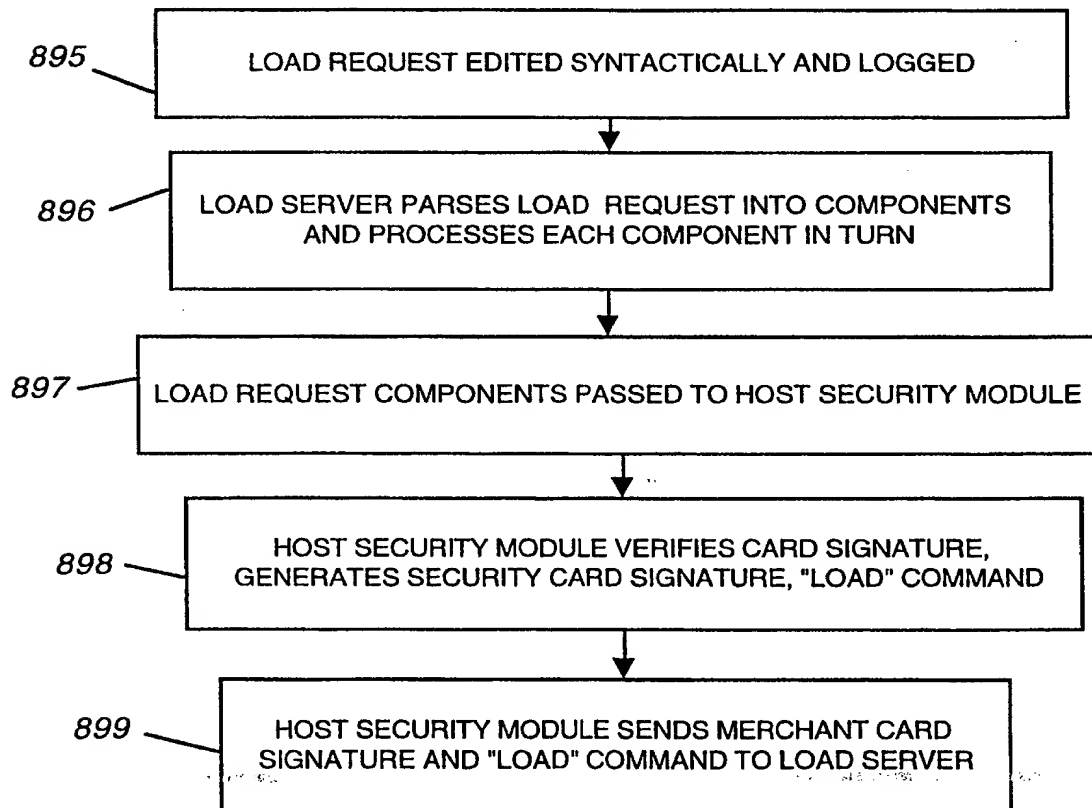 895
LOAD REQUEST EDITED SYNTACTICALLY AND LOGGED
896
LOAD SERVER PARSES LOAD REQUEST INTO COMPONENTS
AND PROCESSES EACH COMPONENT IN TURN
897
LOAD REQUEST COMPONENTS PASSED TO HOST SECURITY MODULE
898
HOST SECURITY MODULE VERIFIES CARD SIGNATURE,
GENERATES SECURITY CARD SIGNATURE, "LOAD" COMMAND
899
HOST SECURITY MODULE SENDS MERCHANT CARD
SIGNATURE AND "LOAD" COMMAND TO LOAD SERVER